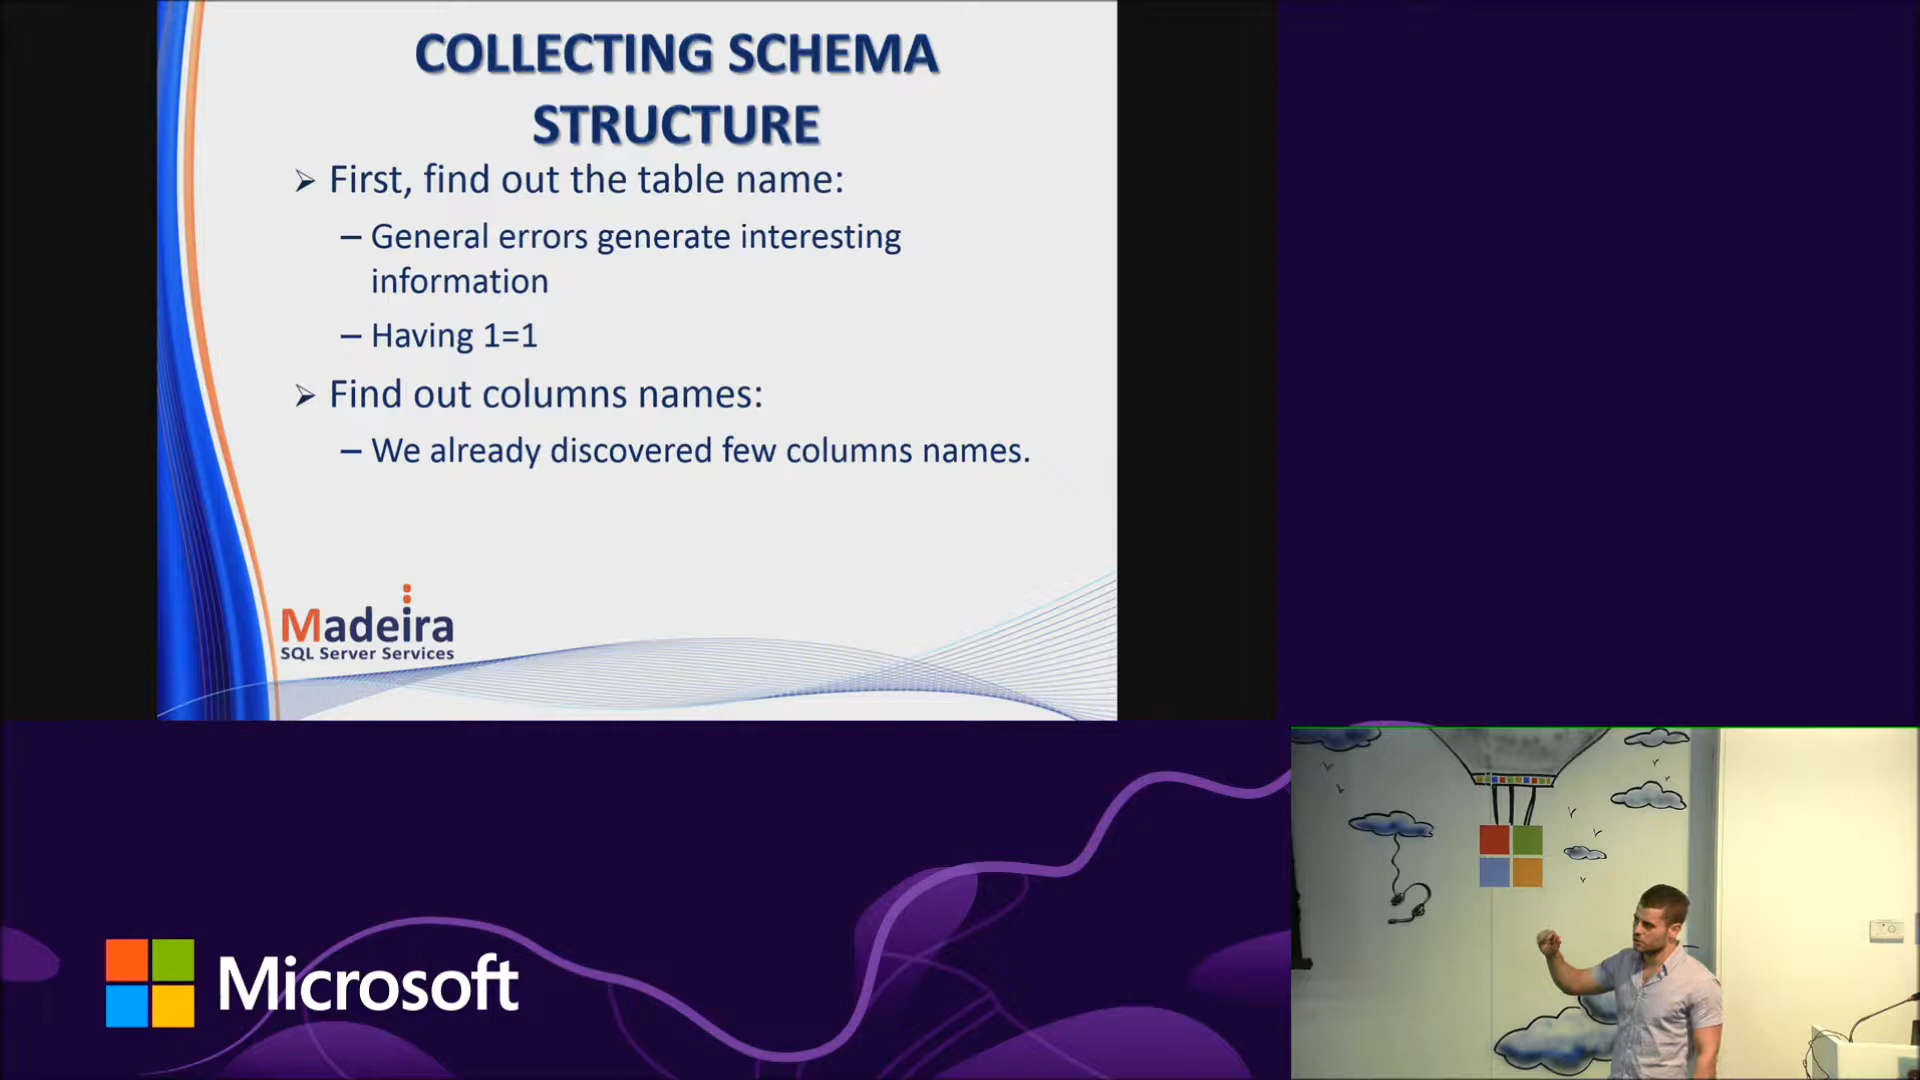 COLLECTING SCHEMA
STRUCTURE
➢ First, find out the table name:
– General errors generate interesting
information
– Having 1=1
➢ Find out columns names:
– We already discovered few columns names.
Madeira
SQL Server Services
Microsoft